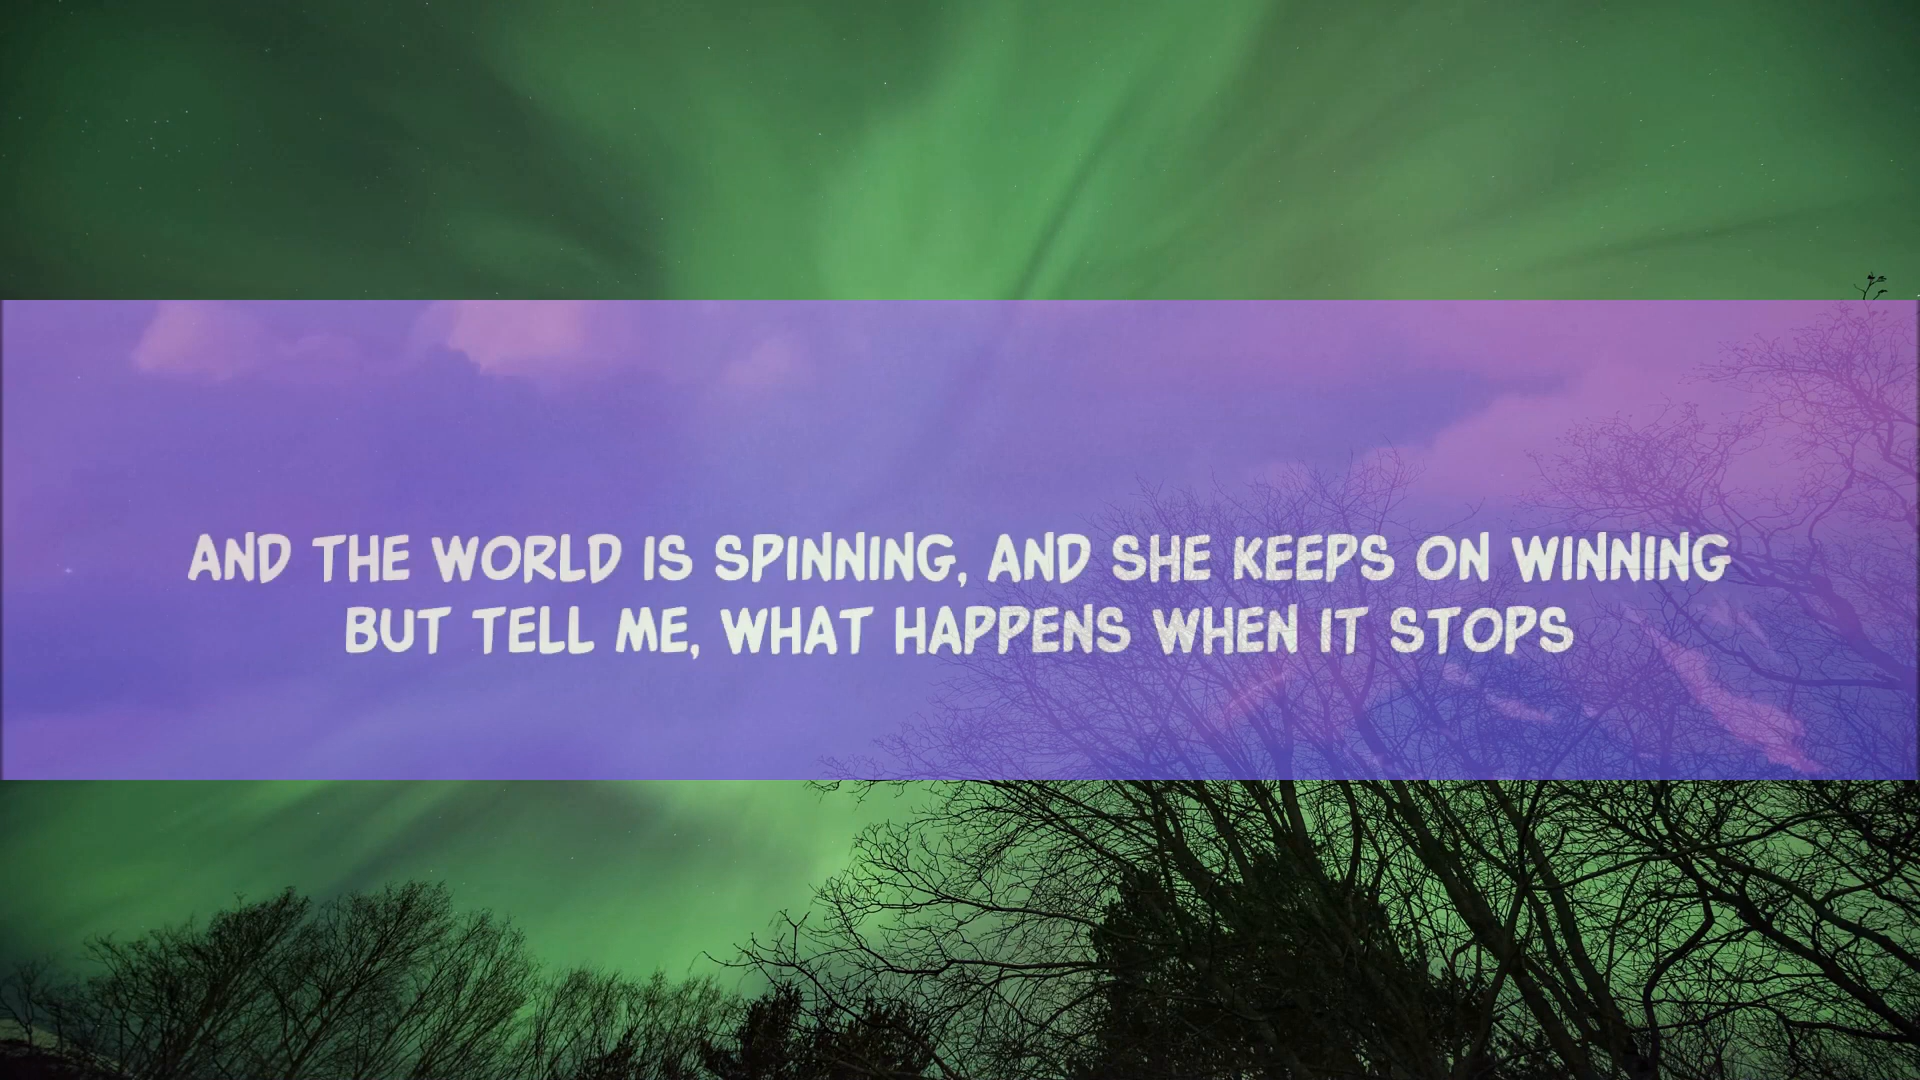 AND THE WORLD IS SPINNING, AND SHE KEEPS ON WINNING
BUT TELL ME, WHAT HAPPENS WHEN IT STOPS